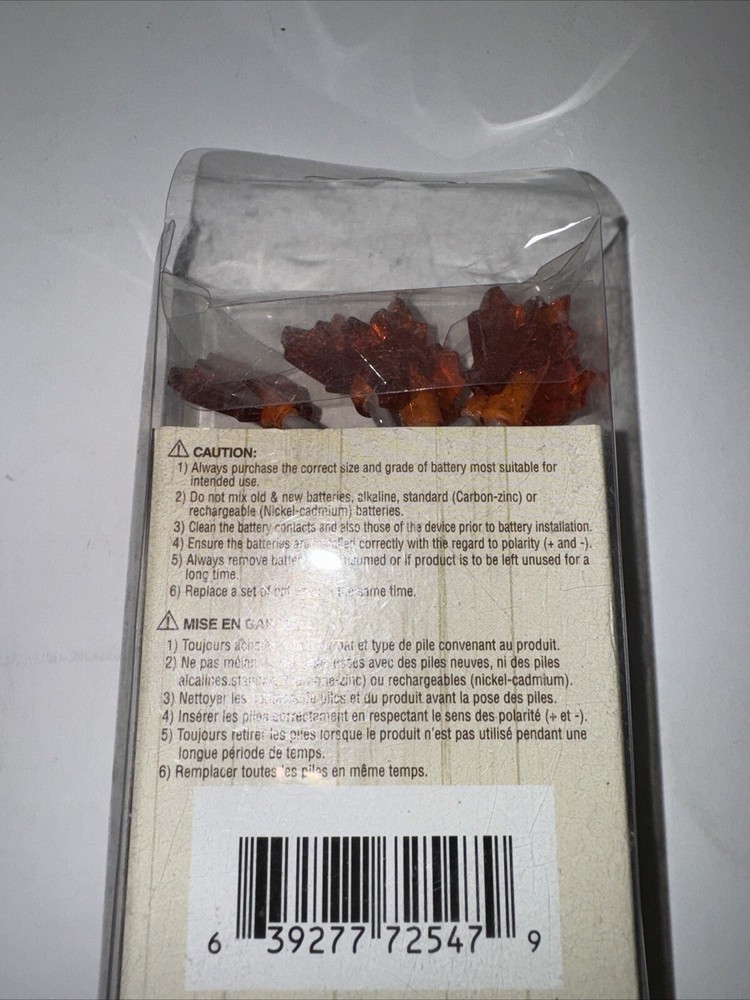 CAUTION:
1) Always purchase the correct size and grade of battery most suitable for
intended use.
2) Do not mix old & new batteries, alkaline, standard (Carbon-zinc) or
rechargeable (Nickel-cadmium) batteries.
3) Clean the battery contacts and also those of the device prior to battery installation.
4) Ensure the batteries are installed correctly with the regard to polarity (+ and -).
5) Always remove or if product is to be left unused for a
long time.
6) Replace a set of same time.
MISE EN
1) Toujours et type de pile convenant au produit.
2) Ne pas avec des piles neuves, ni des piles
ou rechargeables (nickel-cadmium).
3) Nettoyer les et du produit avant la pose des piles.
4) Insérer les piles correctement en respectant le sens des polarité (+ et -).
5) Toujours retirer les piles lorsque le produit n'est pas utilisé pendant une
longue période de temps.
6) Remplacer toutes les piles en même temps.
6 39277 72547 9